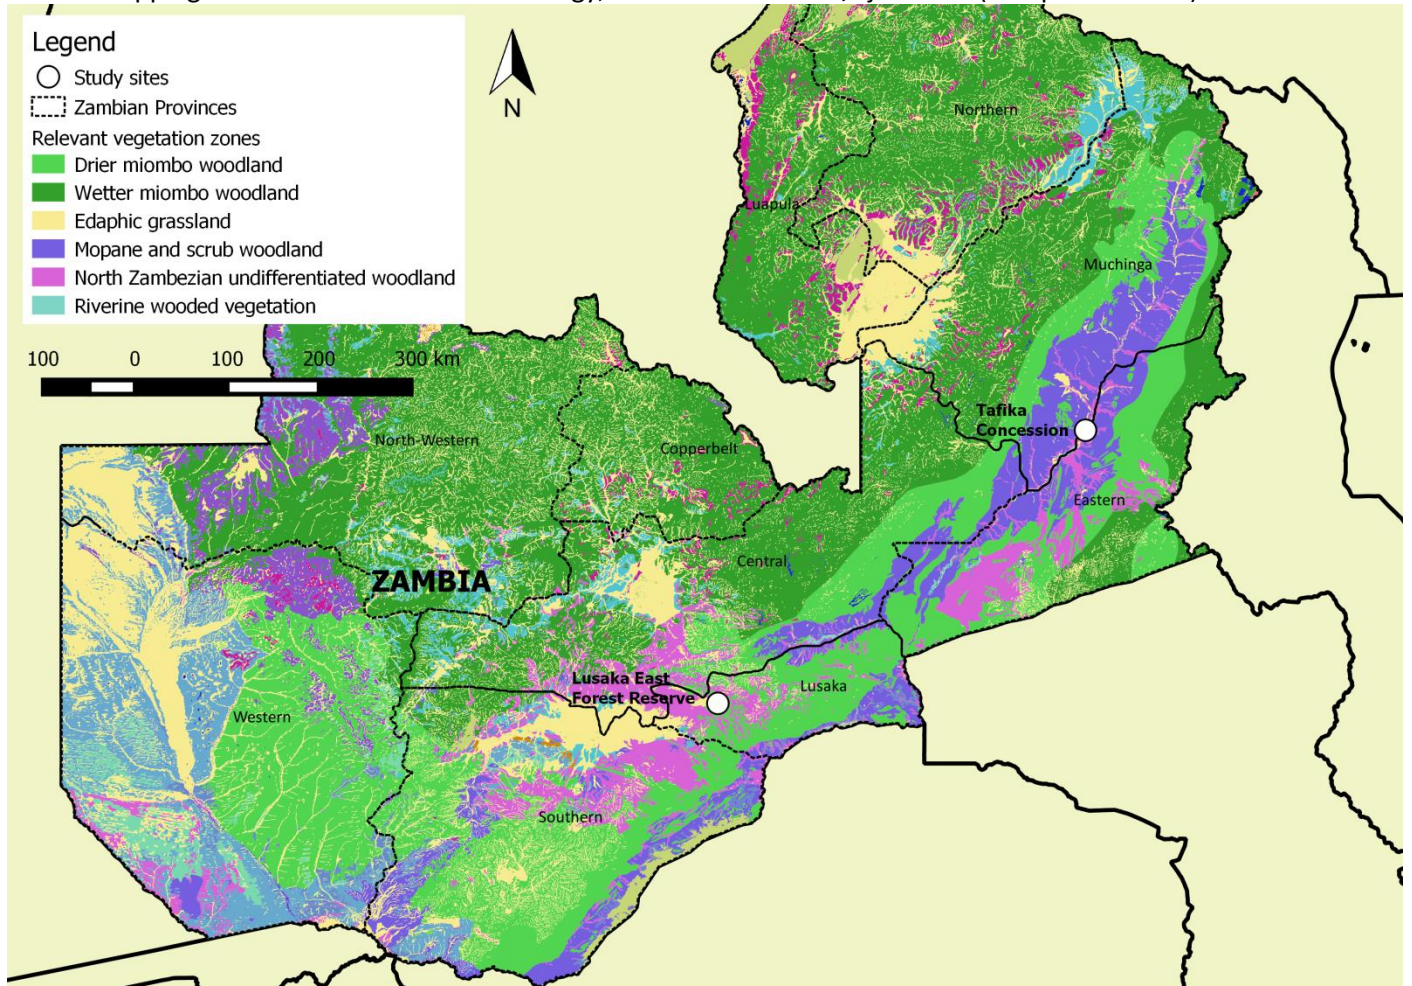 Legend
Study sites
Zambian Provinces
Relevant vegetation zones
Drier miombo woodland
Wetter miombo woodland
Edaphic grassland
Mopane and scrub woodland
North Zambezian undifferentiated woodland
Riverine wooded vegetation
N
100 0 100 200 300 km
Northern
Luapula
Muchinga
Tafika
Concession
North-Western
Copperbelt
Eastern
Central
ZAMBIA
Lusaka East
Forest Reserve
Lusaka
Western
Southern